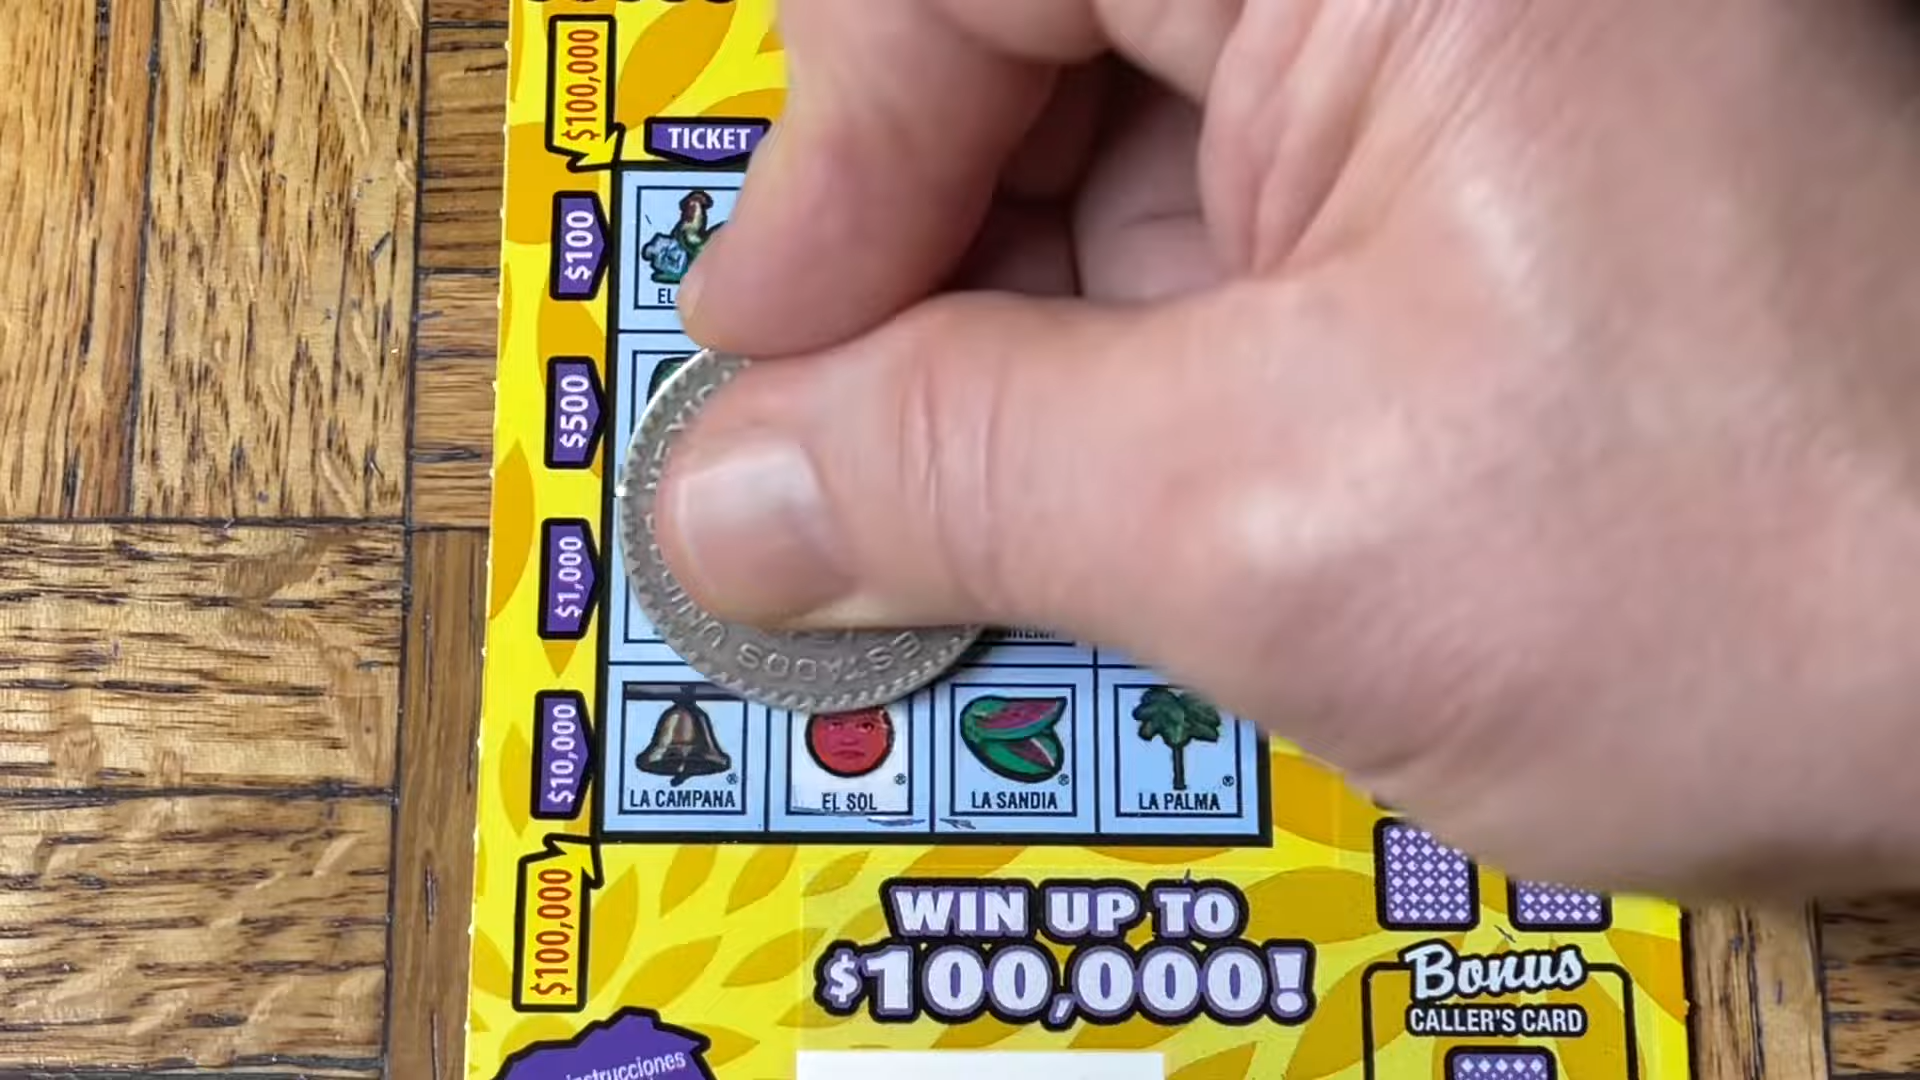 $100,000
TICKET
$100
EL
$500
$1,000
$10,000
LA CAMPANA
EL SOL
LA SANDIA
LA PALMA
$100,000
WIN UP TO
$100,000!
Bonus
CALLER'S CARD
ESTADOS UNIDOS